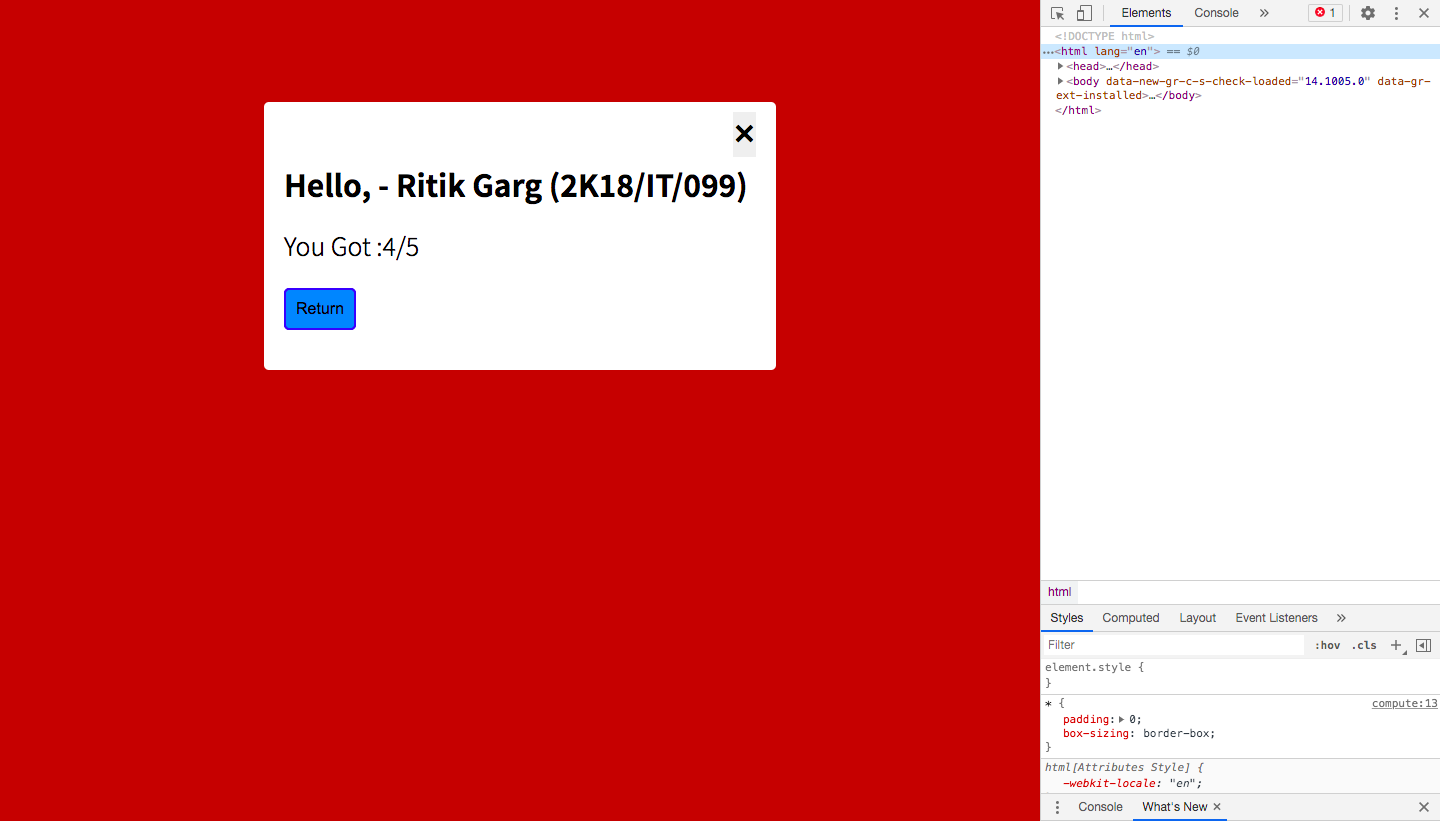 ×
Hello, - Ritik Garg (2K18/IT/099)
You Got :4/5
Return
Elements Console » 1
<!DOCTYPE html>
…<html lang="en"> == $0
<head>…</head>
<body data-new-gr-c-s-check-loaded="14.1005.0" data-gr-
ext-installed>…</body>
</html>
html
Styles Computed Layout Event Listeners »
Filter :hov .cls +
element.style {
}
* { compute:13
padding: 0;
box-sizing: border-box;
}
html[Attributes Style] {
-webkit-locale: "en";
Console What's New ×